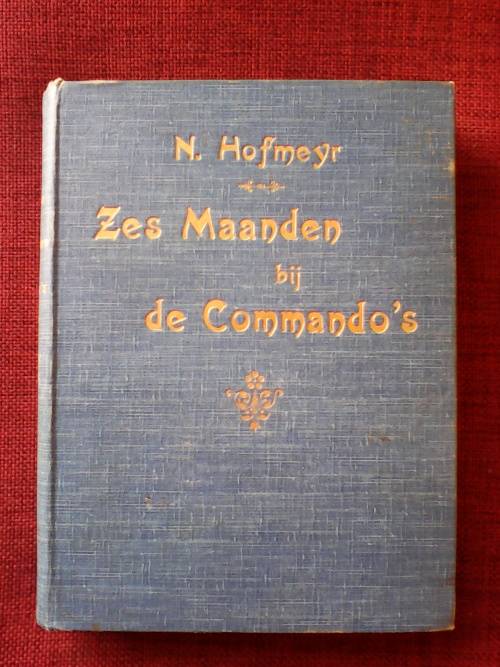 N. Hofmeyr
Zes Maanden
bij
de Commando's